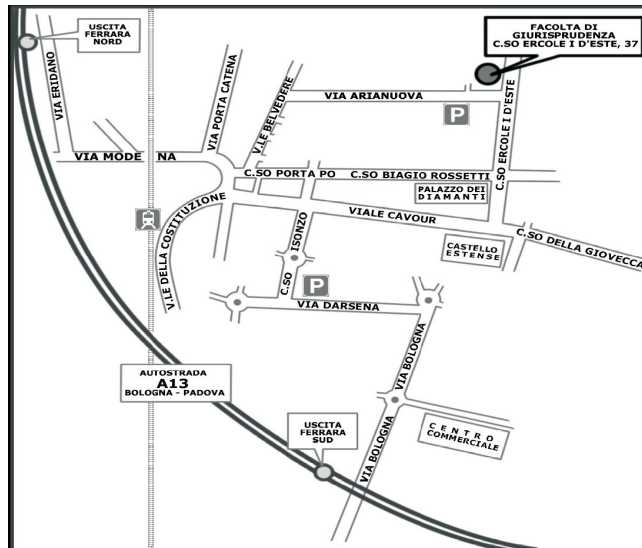 USCITA
FERRARA
NORD
FACOLTA DI
GIURISPRUDENZA
C.SO ERCOLE I D'ESTE, 37
VIA ERIDANO
VIA PORTA CATENA
V.LE BELVEDERE
VIA ARIANUOVA
P
C.SO ERCOLE I D'ESTE
VIA MODENA
C.SO PORTA PO
C.SO BIAGIO ROSSETTI
PALAZZO DEI
DIAMANTI
V.LE DELLA COSTITUZIONE
VIALE CAVOUR
C.SO DELLA GIOVECCA
CASTELLO
ESTENSE
C.SO ISONZO
P
VIA DARSENA
VIA BOLOGNA
AUTOSTRADA
A13
BOLOGNA - PADOVA
USCITA
FERRARA
SUD
CENTRO
COMMERCIALE
VIA BOLOGNA